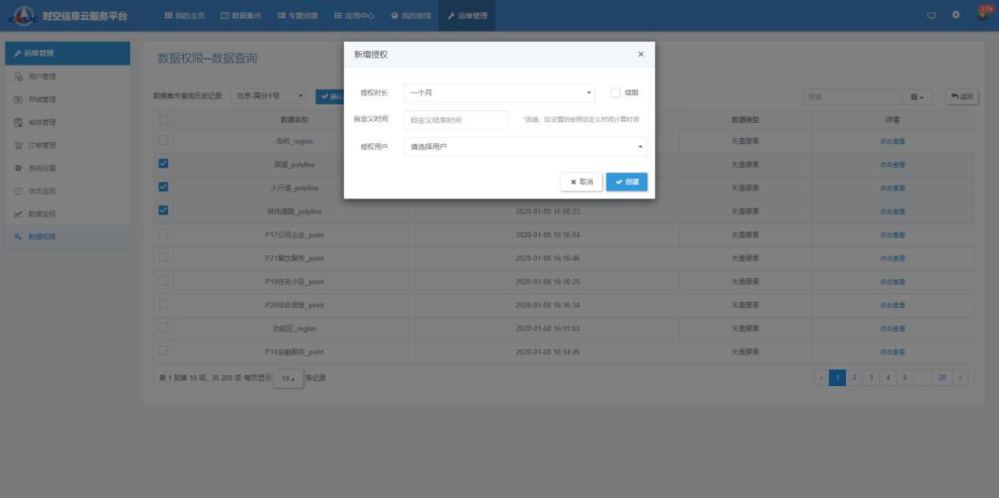 COSIC 时空信息云服务平台 我的主页 数据集市 专题资源 应用中心 我的地球 运维管理 379
运维管理
用户管理
存储管理
审核管理
订单管理
系统设置
状态监视
数据监视
数据权限
数据权限--数据查询
数据集市查询历史记录: 北京-高分1号 确认 搜索 返回
新增授权 ×
授权时长 一个月 续期
自定义时间 自定义结束时间 *选填，如设置则按照自定义时间计算时间
授权用户 请选择用户
取消 创建
数据名称 数据类型 详情
岛屿_region 矢量要素 点击查看
国道_polyline 矢量要素 点击查看
人行道_polyline 矢量要素 点击查看
其他道路_polyline 2020-01-08 16:08:23 矢量要素 点击查看
P17公司企业_point 2020-01-08 16:16:04 矢量要素 点击查看
P21餐饮服务_point 2020-01-08 16:16:46 矢量要素 点击查看
P19住宅小区_point 2020-01-08 16:16:25 矢量要素 点击查看
P20综合信息_point 2020-01-08 16:16:34 矢量要素 点击查看
功能区_region 2020-01-08 16:11:03 矢量要素 点击查看
P10金融服务_point 2020-01-08 16:14:45 矢量要素 点击查看
第 1 到第 10 项，共 200 项 每页显示 10 条记录 ‹ 1 2 3 4 5 ... 20 ›